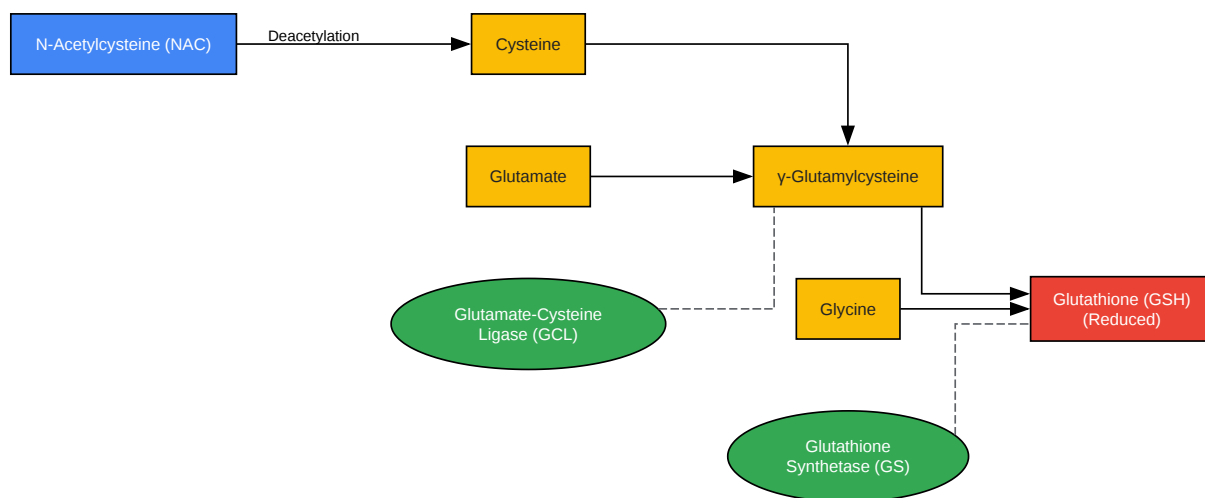 N-Acetylcysteine (NAC)
Deacetylation
Cysteine
Glutamate
γ-Glutamylcysteine
Glutamate-Cysteine
Ligase (GCL)
Glycine
Glutathione (GSH)
(Reduced)
Glutathione
Synthetase (GS)